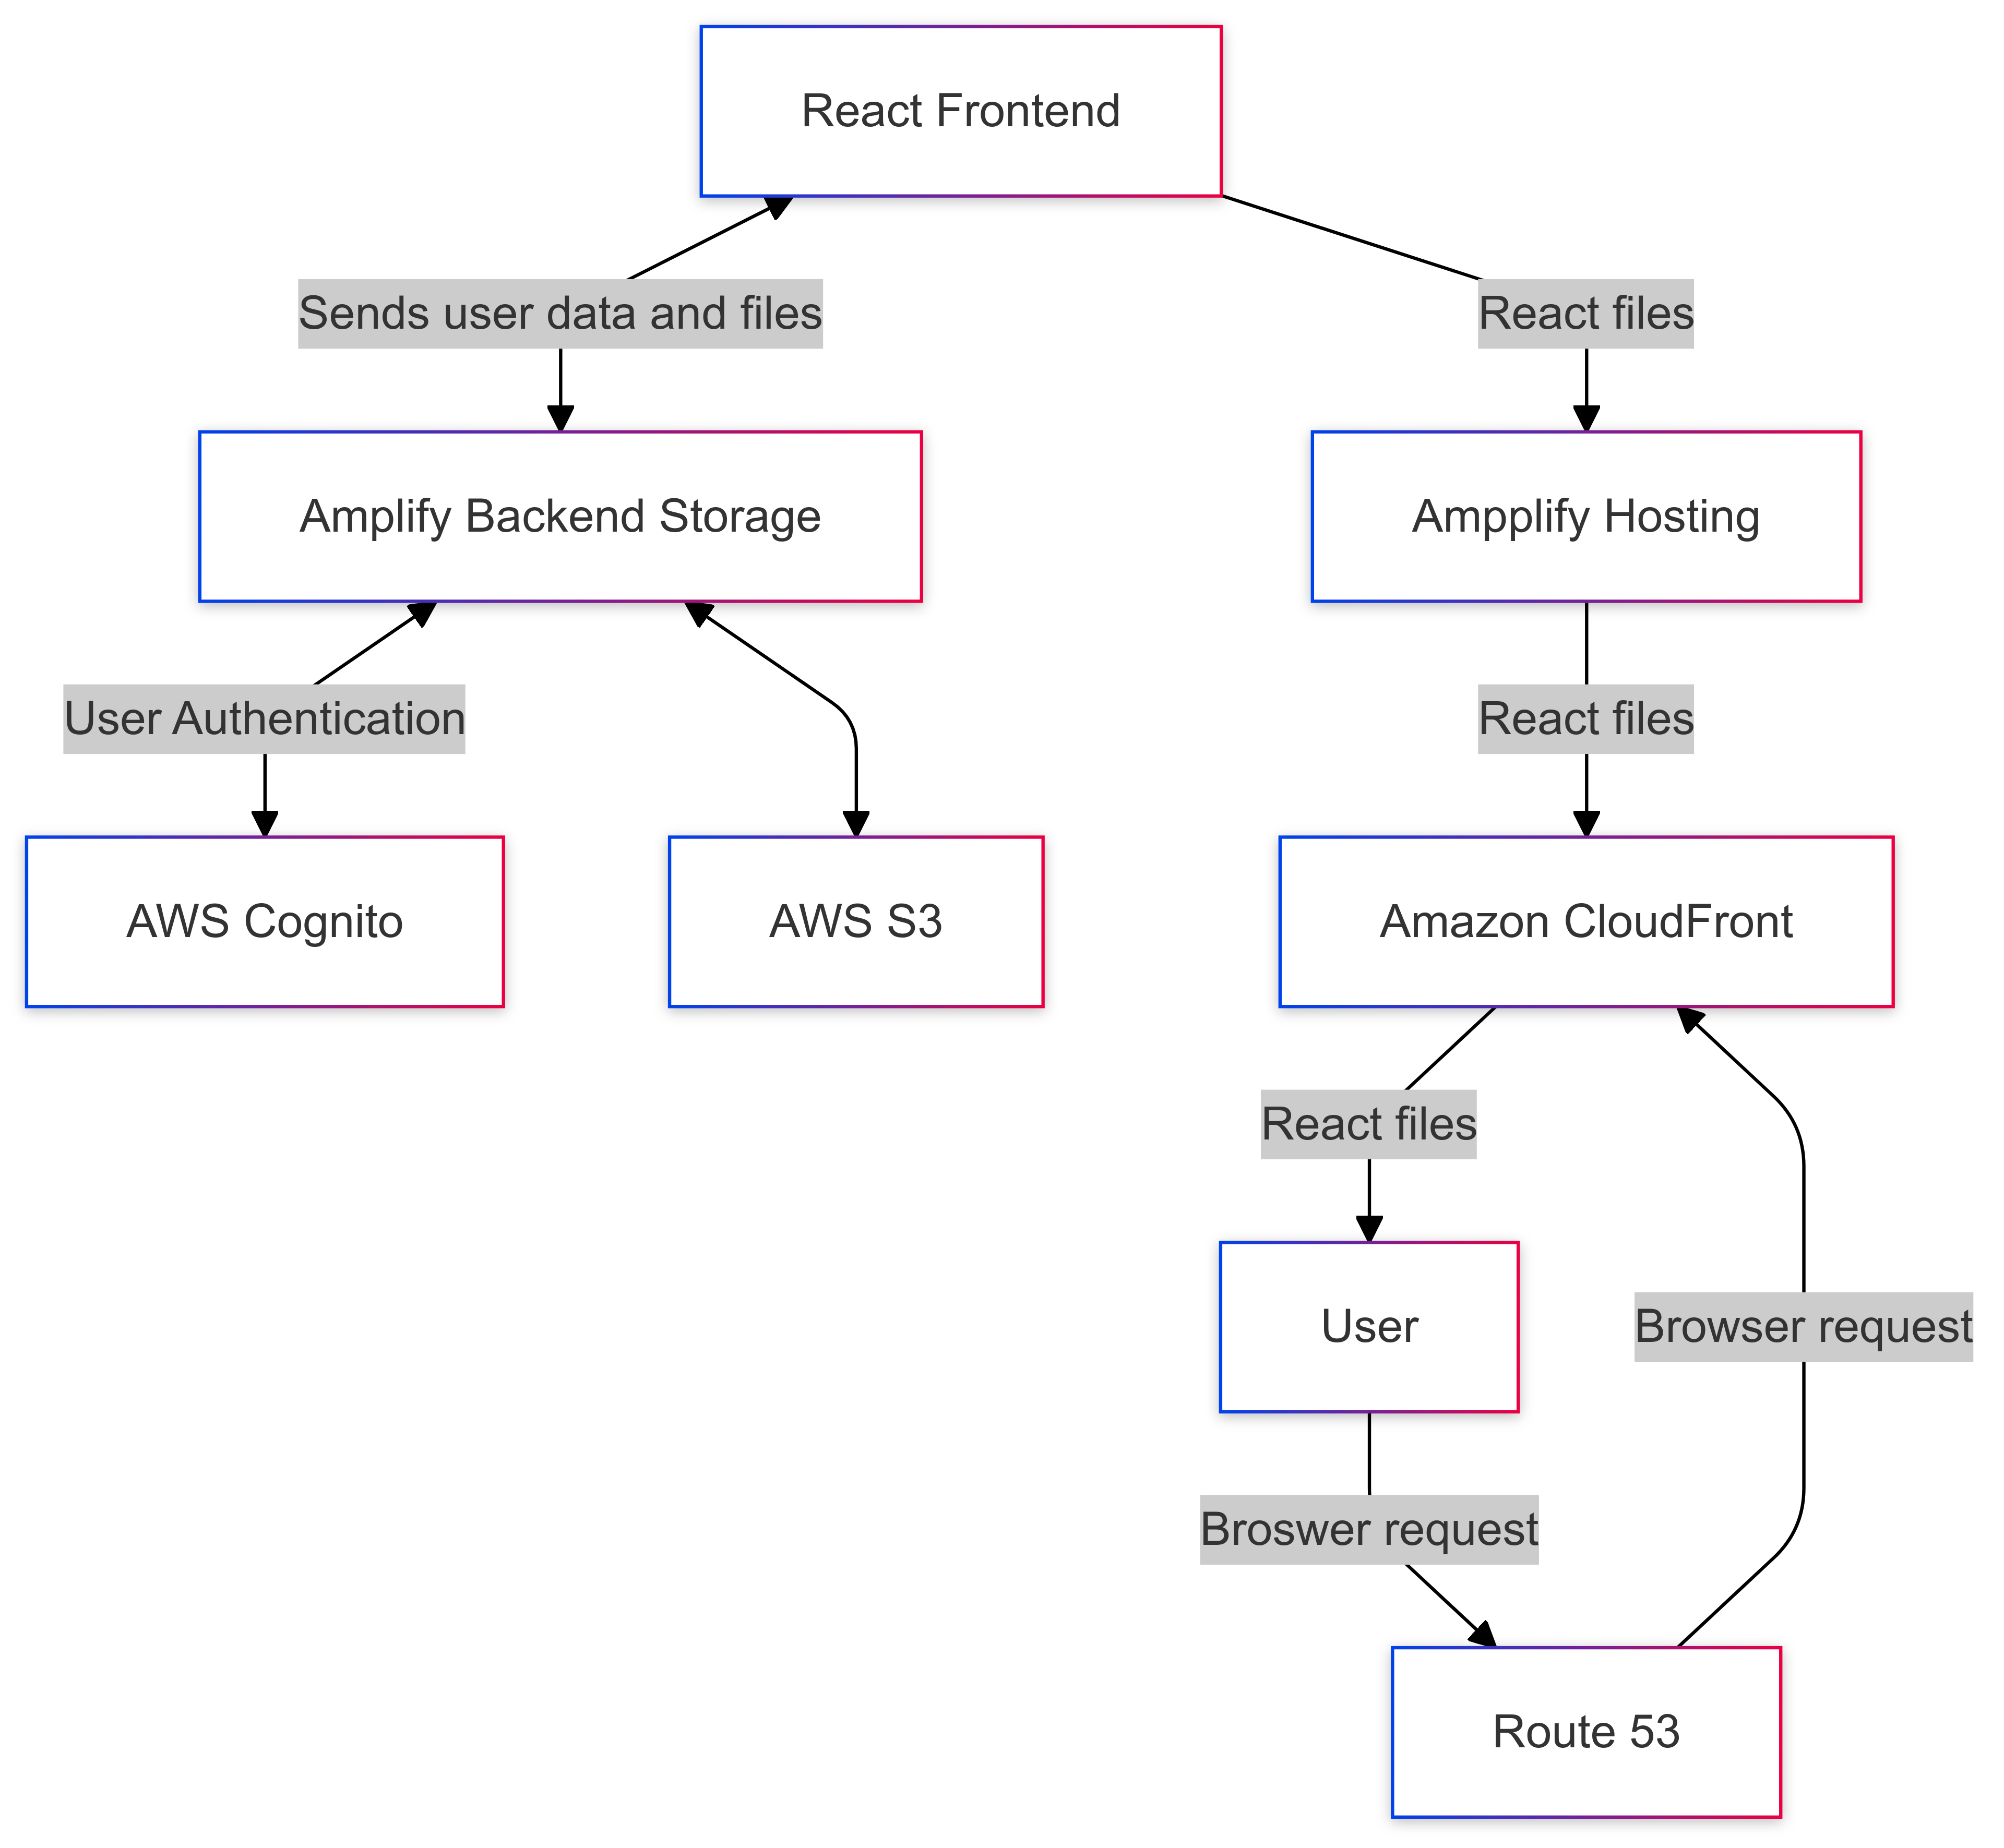 React Frontend
Sends user data and files
React files
Amplify Backend Storage
Ampplify Hosting
User Authentication
React files
AWS Cognito
AWS S3
Amazon CloudFront
React files
User
Browser request
Broswer request
Route 53